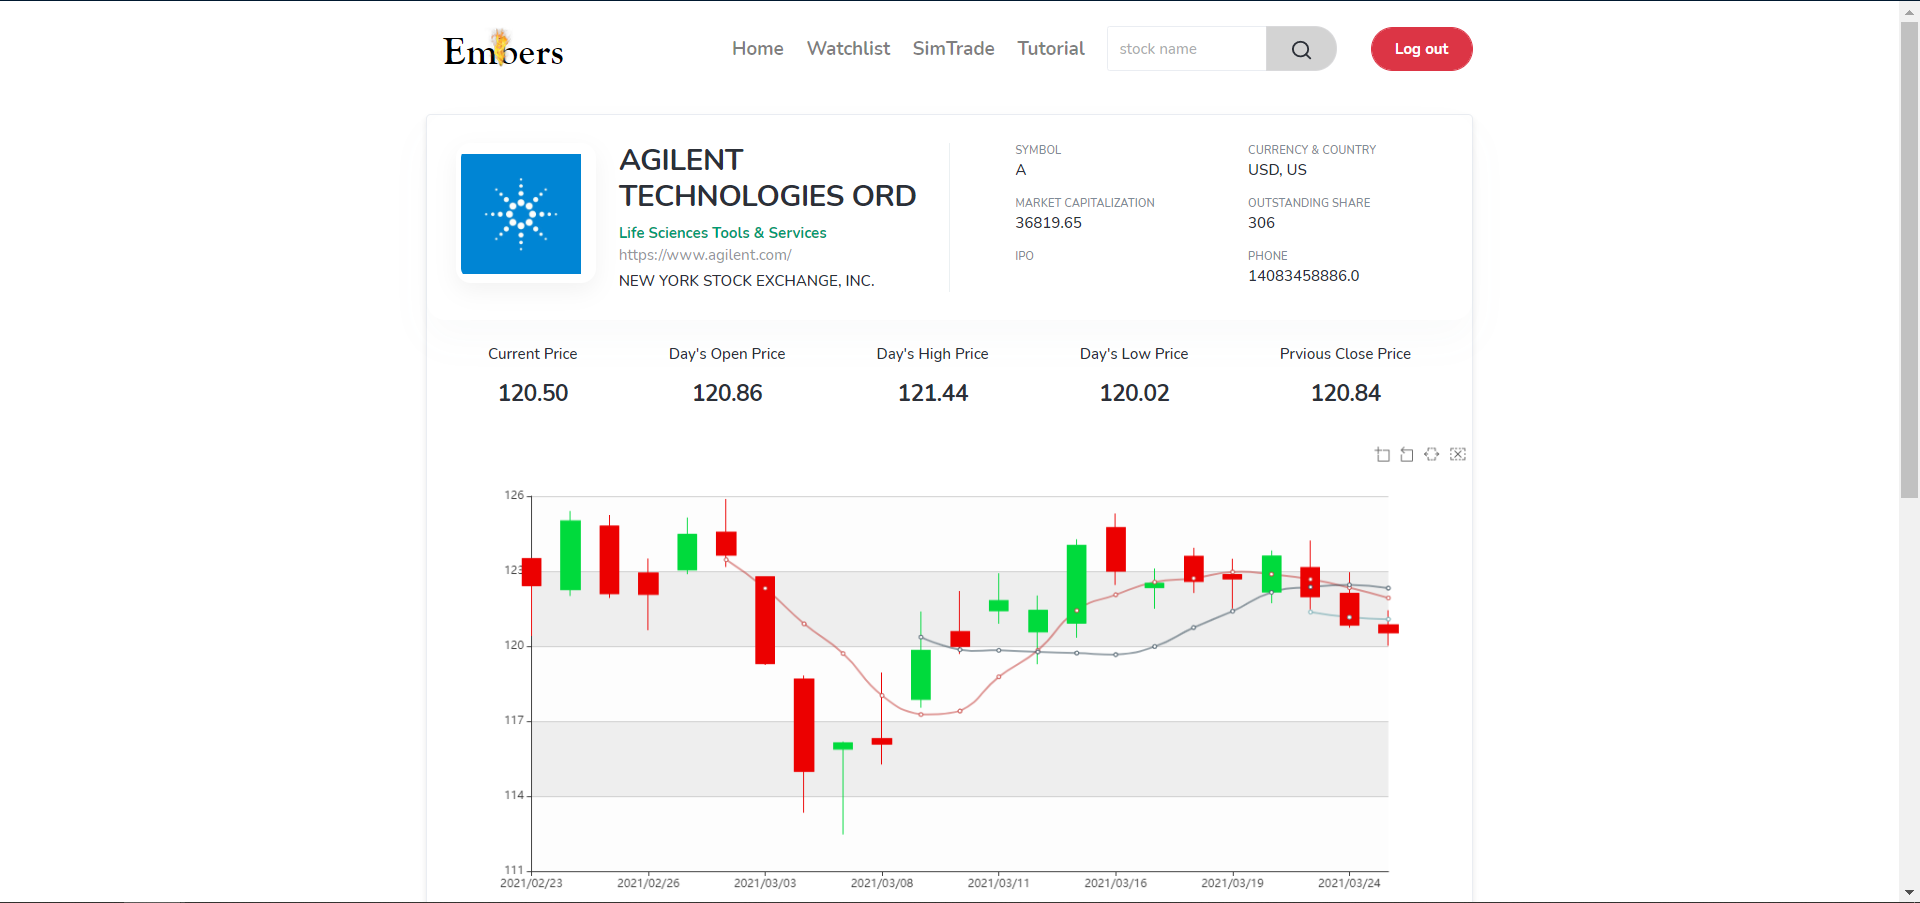 Embers
Home Watchlist SimTrade Tutorial stock name Log out
AGILENT
TECHNOLOGIES ORD
Life Sciences Tools & Services
https://www.agilent.com/
NEW YORK STOCK EXCHANGE, INC.
SYMBOL
A
MARKET CAPITALIZATION
36819.65
IPO
CURRENCY & COUNTRY
USD, US
OUTSTANDING SHARE
306
PHONE
14083458886.0
Current Price Day's Open Price Day's High Price Day's Low Price Prvious Close Price
120.50 120.86 121.44 120.02 120.84
126
123
120
117
114
111
2021/02/23 2021/02/26 2021/03/03 2021/03/08 2021/03/11 2021/03/16 2021/03/19 2021/03/24